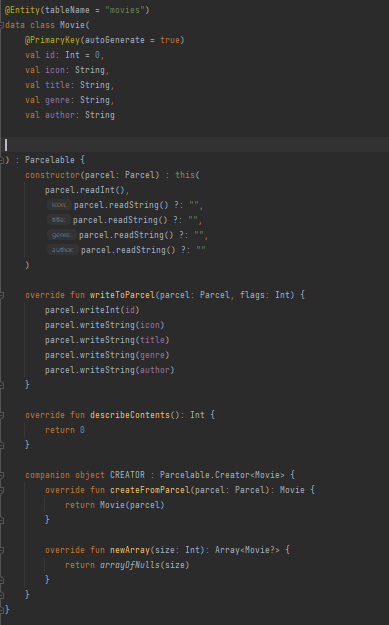 @Entity(tableName = "movies")
data class Movie(
    @PrimaryKey(autoGenerate = true)
    val id: Int = 0,
    val icon: String,
    val title: String,
    val genre: String,
    val author: String
) : Parcelable {
    constructor(parcel: Parcel) : this(
        parcel.readInt(),
        icon: parcel.readString() ?: "",
        title: parcel.readString() ?: "",
        genre: parcel.readString() ?: "",
        author: parcel.readString() ?: ""
    )
    override fun writeToParcel(parcel: Parcel, flags: Int) {
        parcel.writeInt(id)
        parcel.writeString(icon)
        parcel.writeString(title)
        parcel.writeString(genre)
        parcel.writeString(author)
    }
    override fun describeContents(): Int {
        return 0
    }
    companion object CREATOR : Parcelable.Creator<Movie> {
        override fun createFromParcel(parcel: Parcel): Movie {
            return Movie(parcel)
        }
        override fun newArray(size: Int): Array<Movie?> {
            return arrayOfNulls(size)
        }
    }
}